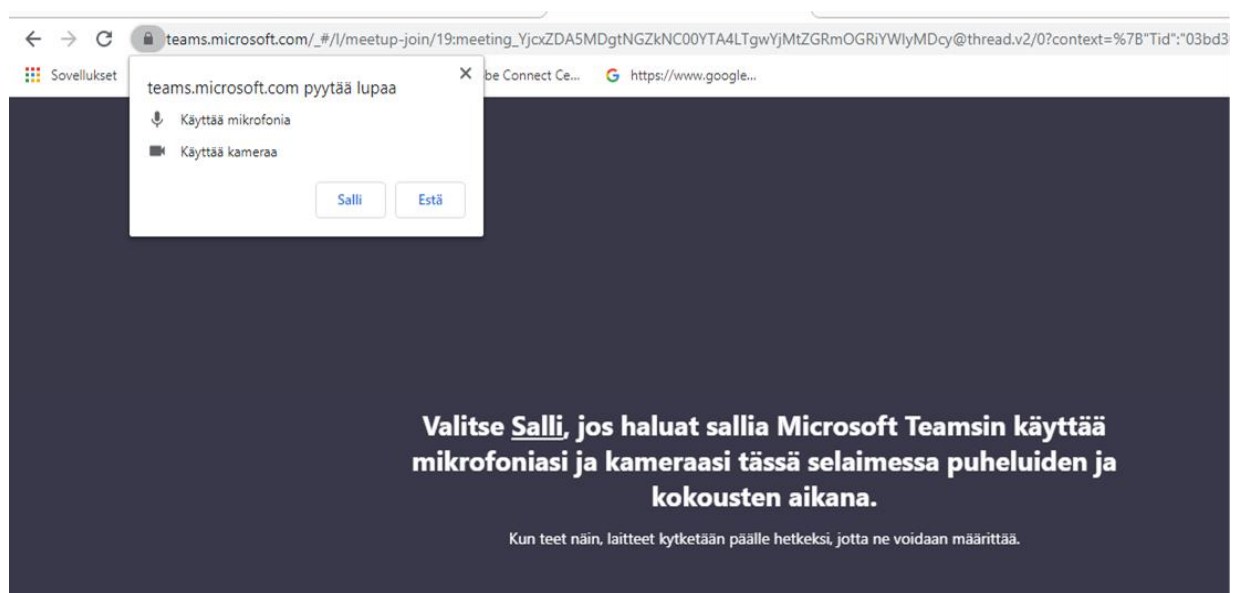 teams.microsoft.com/_#/l/meetup-join/19:meeting_YjcxZDA5MDgtNGZkNC00YTA4LTgwYjMtZGRmOGRiYWIyMDcy@thread.v2/0?context=%7B"Tid":"03bd3
Sovellukset be Connect Ce... https://www.google...
teams.microsoft.com pyytää lupaa
Käyttää mikrofonia
Käyttää kameraa
Salli Estä
Valitse Salli, jos haluat sallia Microsoft Teamsin käyttää
mikrofoniasi ja kameraasi tässä selaimessa puheluiden ja
kokousten aikana.
Kun teet näin, laitteet kytketään päälle hetkeksi, jotta ne voidaan määrittää.